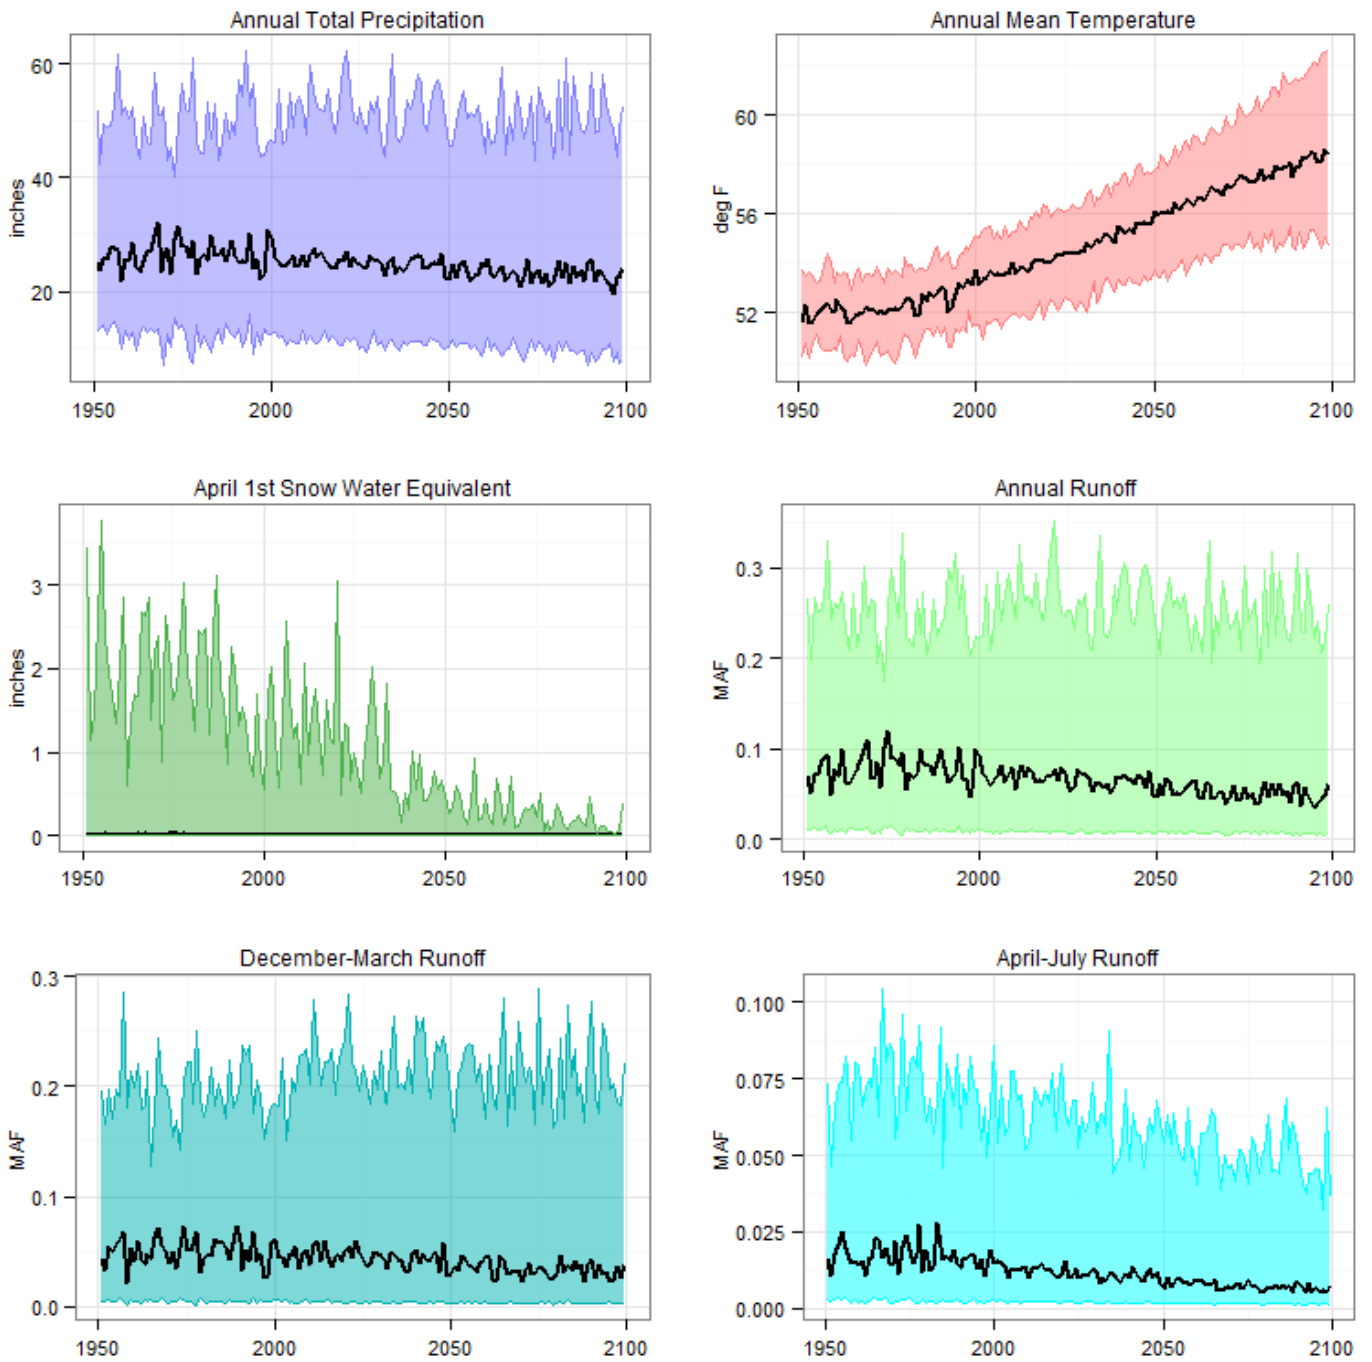 Annual Total Precipitation
inches
60
40
20
1950 2000 2050 2100
Annual Mean Temperature
deg F
60
56
52
1950 2000 2050 2100
April 1st Snow Water Equivalent
inches
3
2
1
0
1950 2000 2050 2100
Annual Runoff
MAF
0.3
0.2
0.1
0.0
1950 2000 2050 2100
December-March Runoff
MAF
0.3
0.2
0.1
0.0
1950 2000 2050 2100
April-July Runoff
MAF
0.100
0.075
0.050
0.025
0.000
1950 2000 2050 2100